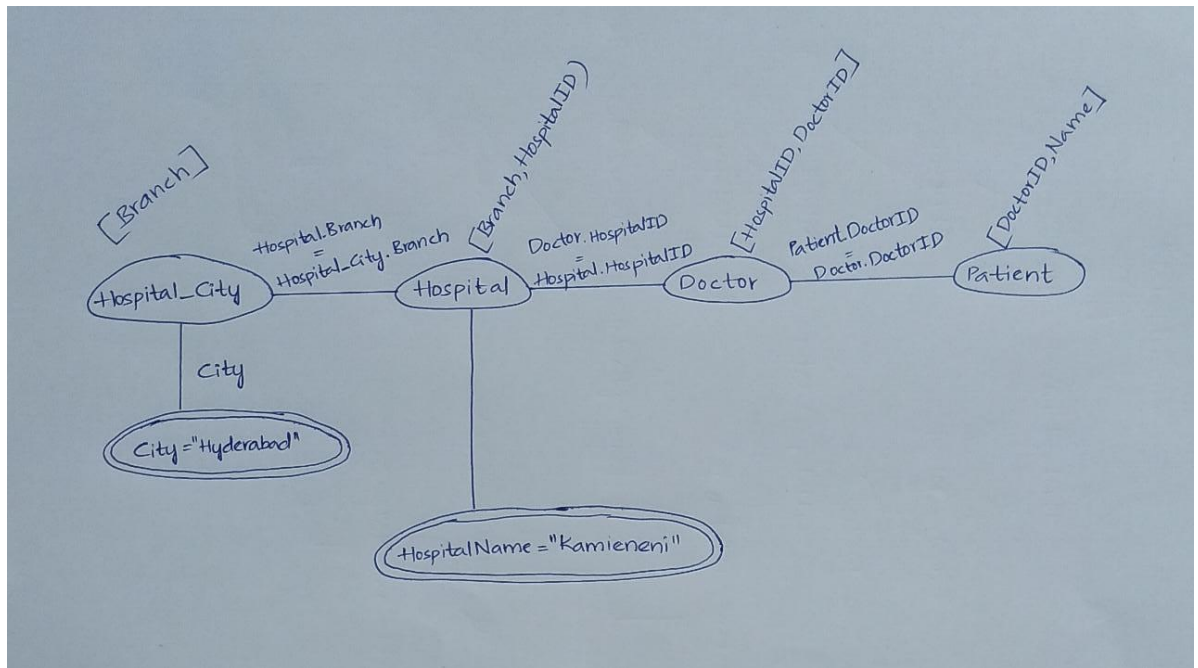 [Branch]
Hospital.Branch
=
Hospital_City.Branch
[Branch, HospitalID)
Doctor.HospitalID
=
Hospital.HospitalID
[HospitalID, DoctorID]
Patient.DoctorID
=
Doctor.DoctorID
[DoctorID, Name]
Hospital_City
Hospital
Doctor
Patient
City
City="Hyderabad"
HospitalName="Kamieneni"